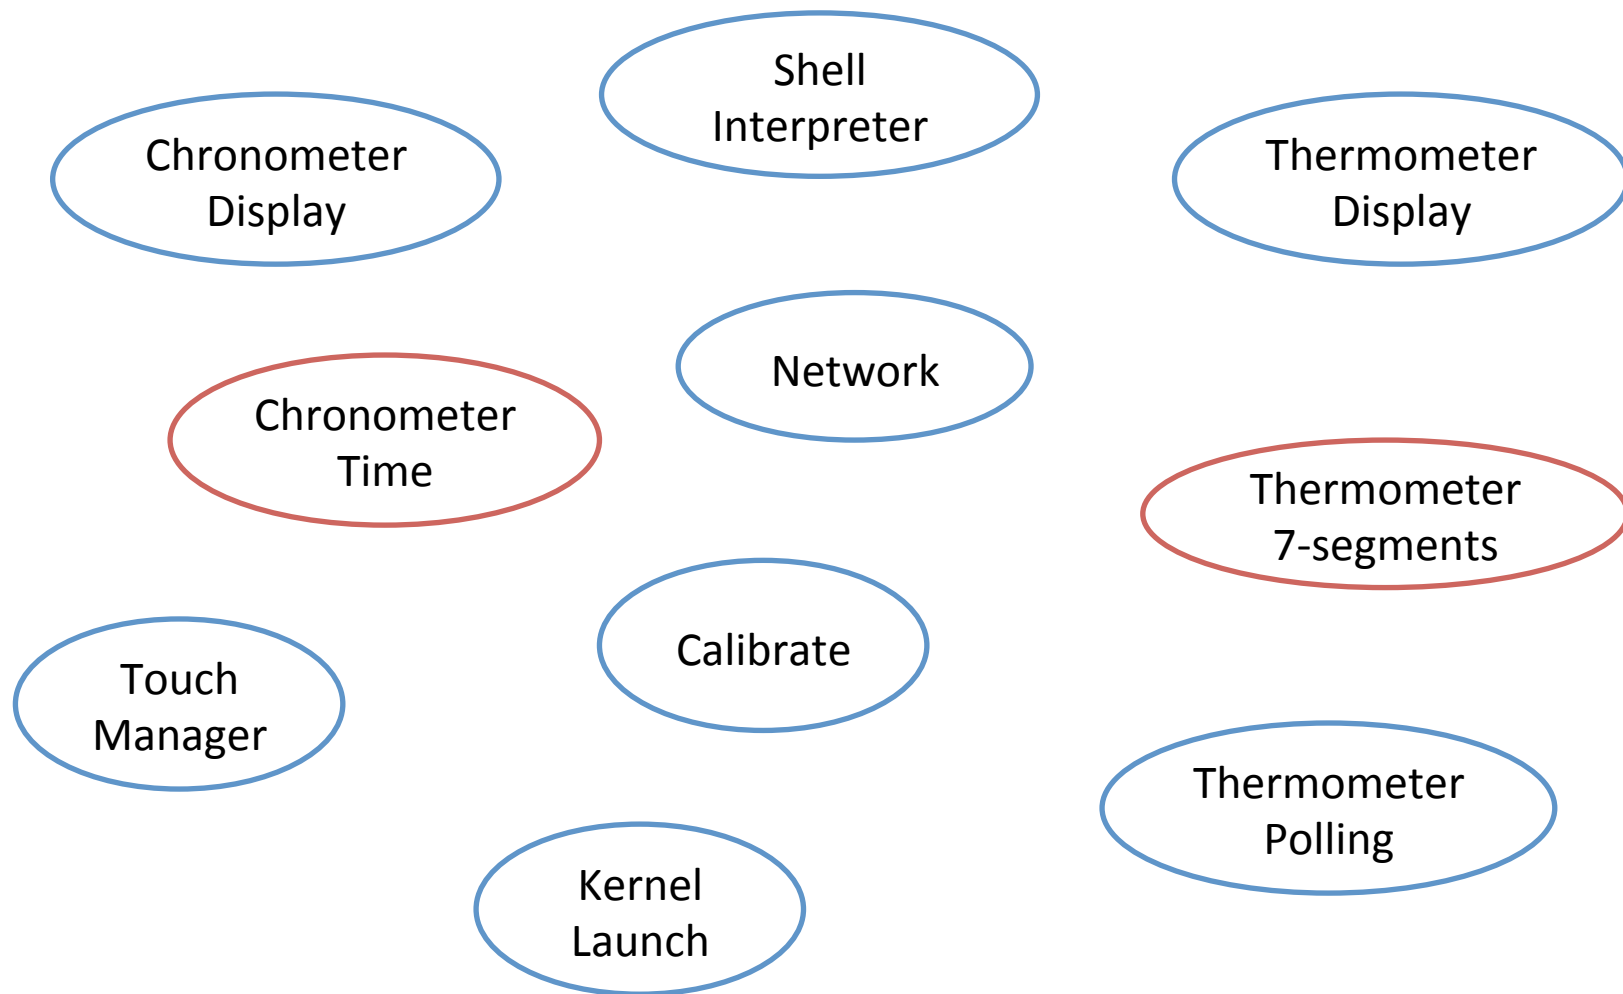 Shell
Interpreter
Chronometer
Display
Thermometer
Display
Network
Chronometer
Time
Thermometer
7-segments
Calibrate
Touch
Manager
Thermometer
Polling
Kernel
Launch